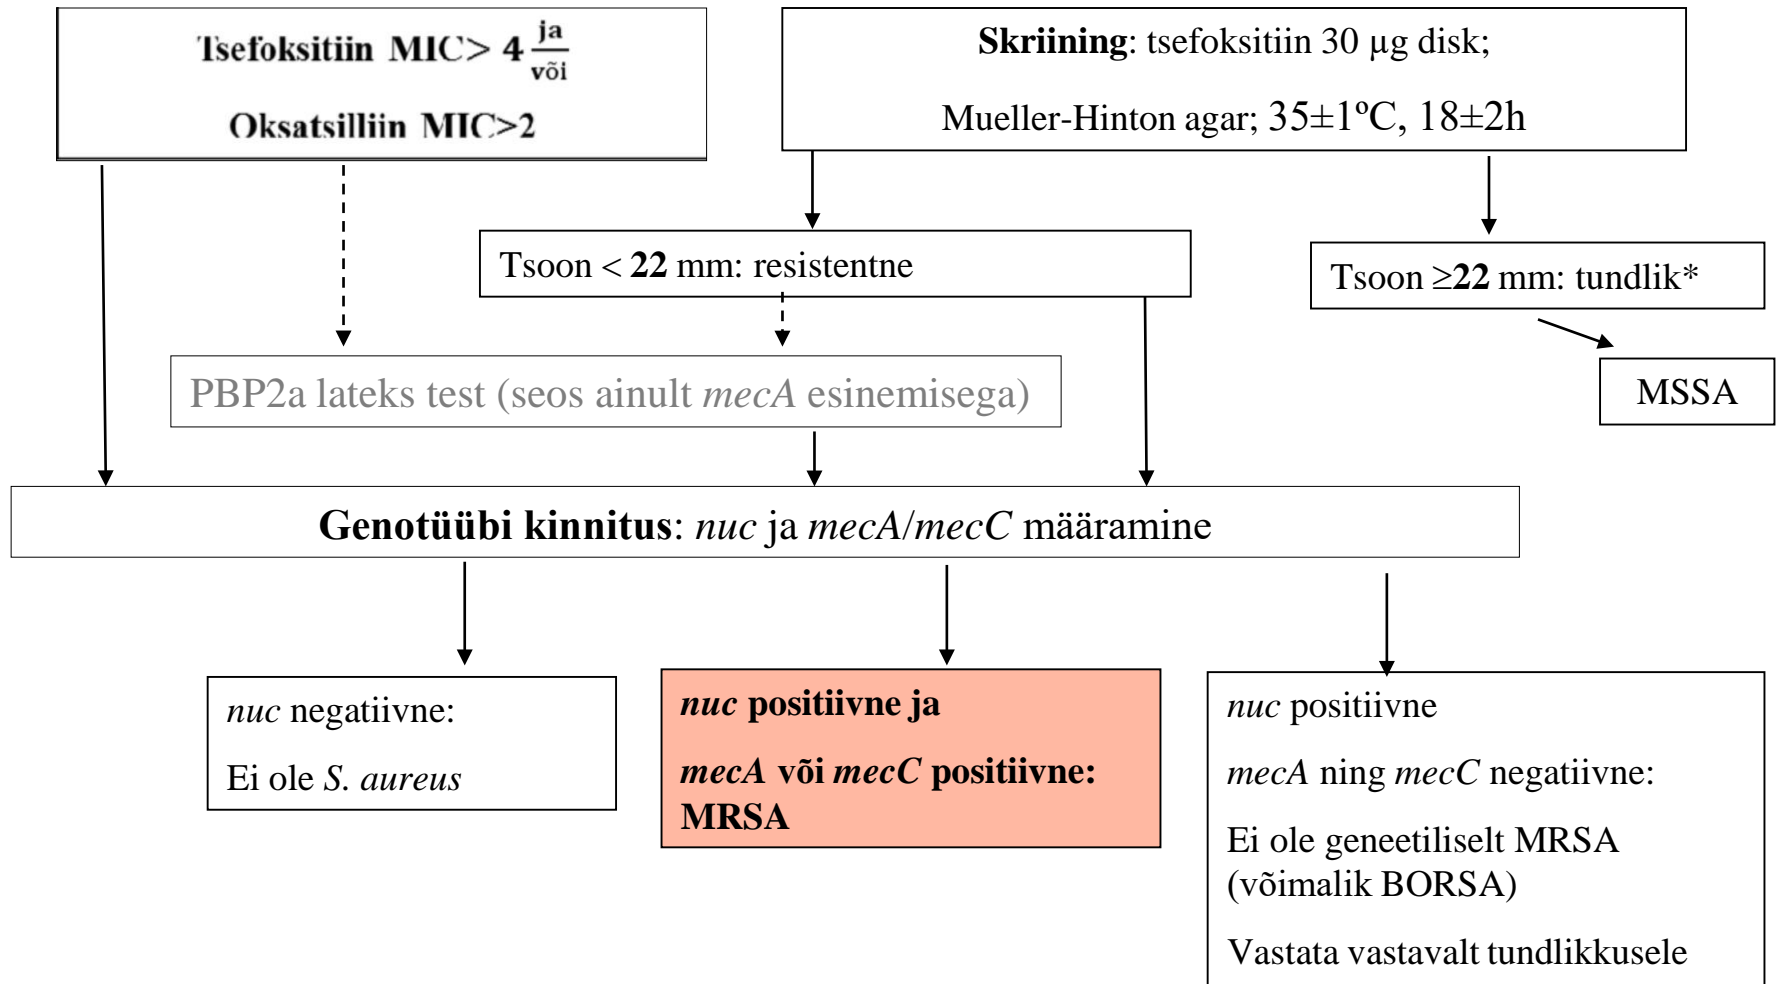 Tsefoksitiin MIC> 4 ja/või
Oksatsilliin MIC>2
Skriining: tsefoksitiin 30 µg disk;
Mueller-Hinton agar; 35±1ºC, 18±2h
Tsoon < 22 mm: resistentne
Tsoon ≥22 mm: tundlik*
PBP2a lateks test (seos ainult mecA esinemisega)
MSSA
Genotüübi kinnitus: nuc ja mecA/mecC määramine
nuc negatiivne:
Ei ole S. aureus
nuc positiivne ja
mecA või mecC positiivne:
MRSA
nuc positiivne
mecA ning mecC negatiivne:
Ei ole geneetiliselt MRSA
(võimalik BORSA)
Vastata vastavalt tundlikkusele